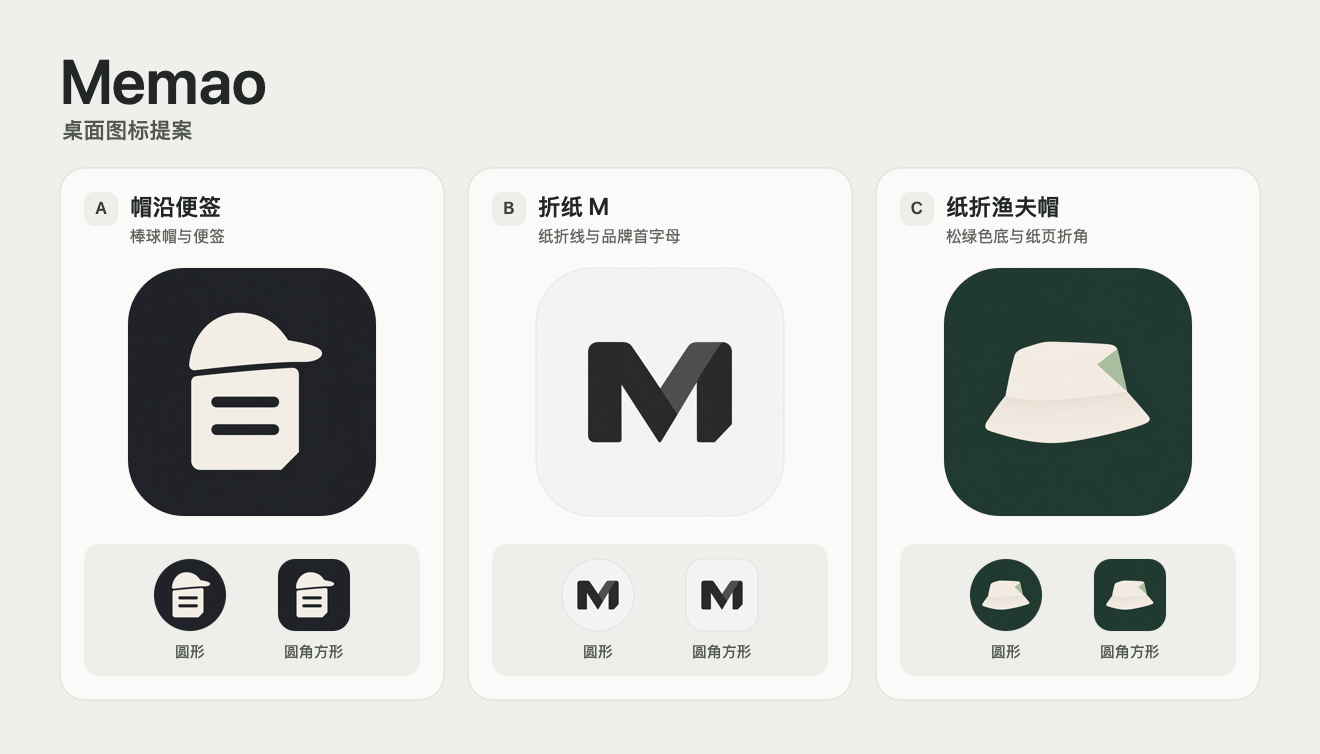 Memao
桌面图标提案
A
帽沿便签
棒球帽与便签
圆形
圆角方形
B
折纸 M
纸折线与品牌首字母
M
M
M
圆形
圆角方形
C
纸折渔夫帽
松绿色底与纸页折角
圆形
圆角方形